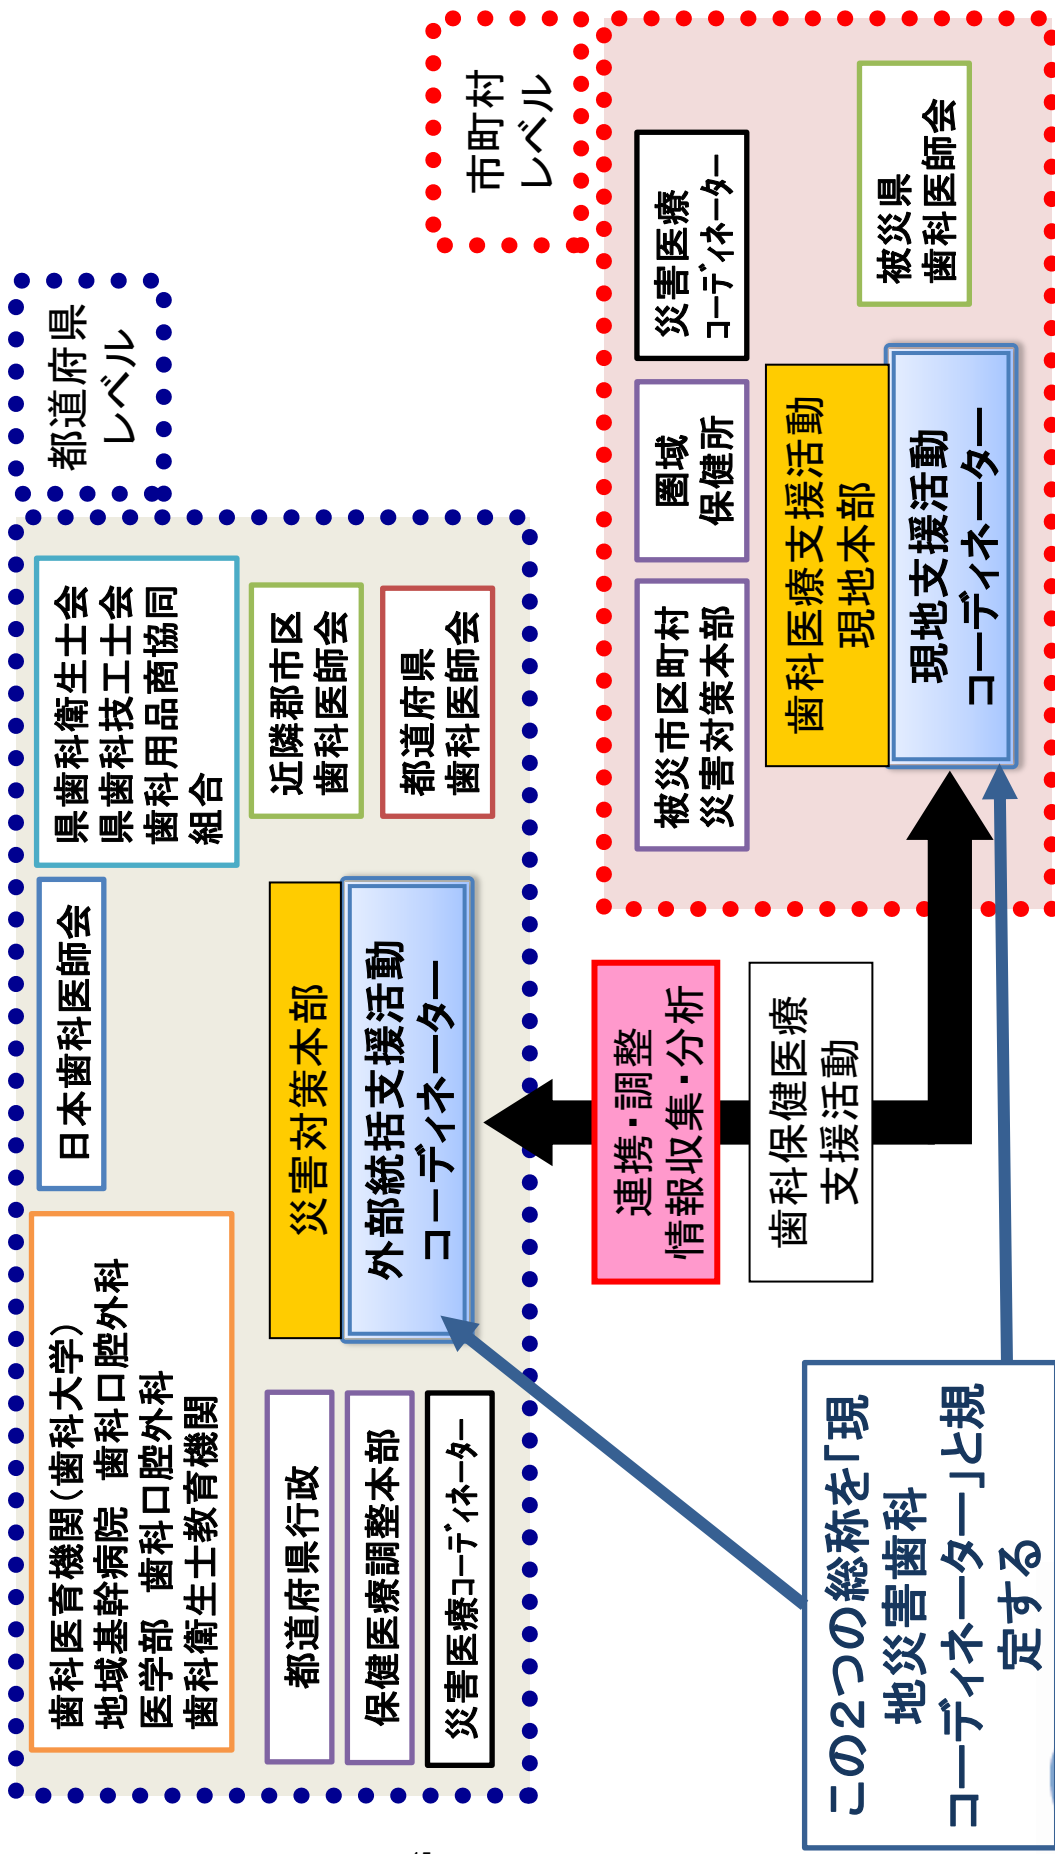 都道府県
レベル
歯科医育機関（歯科大学）
地域基幹病院　歯科口腔外科
医学部　歯科口腔外科
歯科衛生士教育機関
日本歯科医師会
県歯科衛生士会
県歯科技工士会
歯科用品商協同
組合
都道府県行政
保健医療調整本部
災害医療コーディネーター
災害対策本部
外部統括支援活動
コーディネーター
近隣郡市区
歯科医師会
都道府県
歯科医師会
市町村
レベル
連携・調整
情報収集・分析
歯科保健医療
支援活動
被災市区町村
災害対策本部
圏域
保健所
災害医療
コーディネーター
歯科医療支援活動
現地本部
現地支援活動
コーディネーター
被災県
歯科医師会
この２つの総称を「現
地災害歯科
コーディネーター」と規
定する